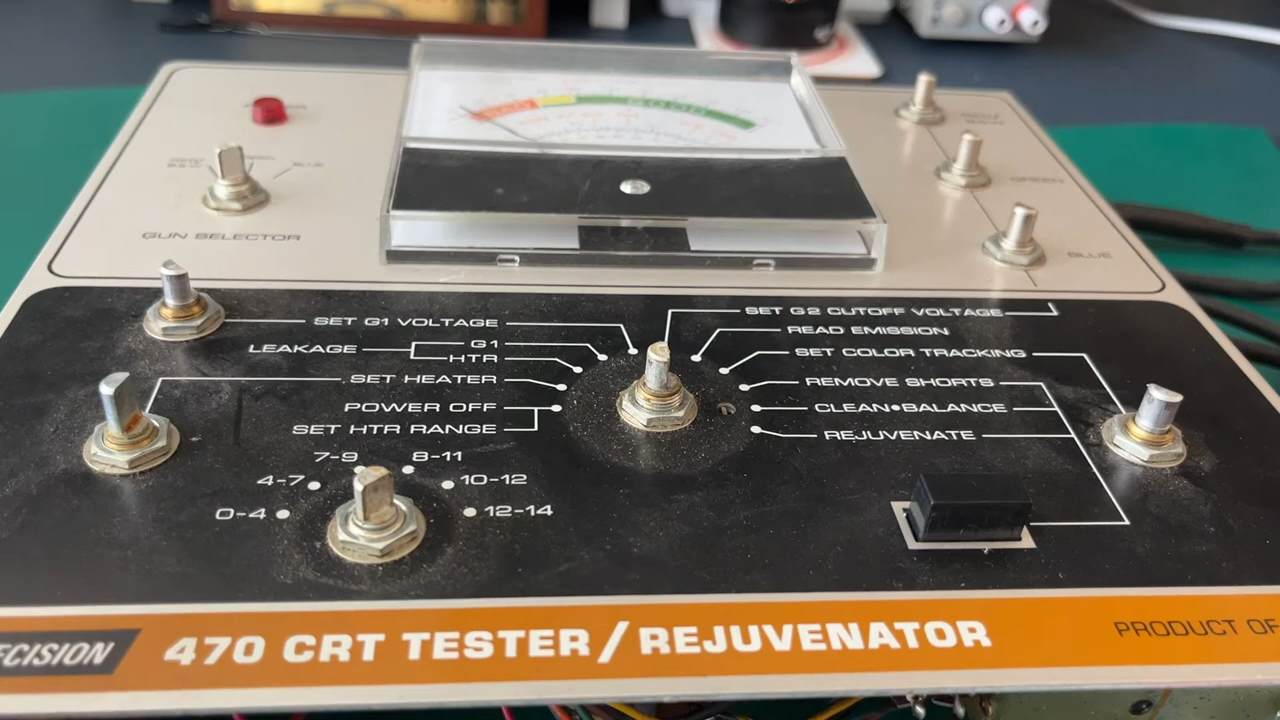 GOOD
GREEN
BLUE
BLUE
GUN SELECTOR
SET G1 VOLTAGE
LEAKAGE
G1
HTR
SET HEATER
POWER OFF
SET HTR RANGE
7-9
8-11
4-7
10-12
0-4
12-14
SET G2 CUTOFF VOLTAGE
READ EMISSION
SET COLOR TRACKING
REMOVE SHORTS
CLEAN•BALANCE
REJUVENATE
ECISION
470 CRT TESTER/REJUVENATOR
PRODUCT OF